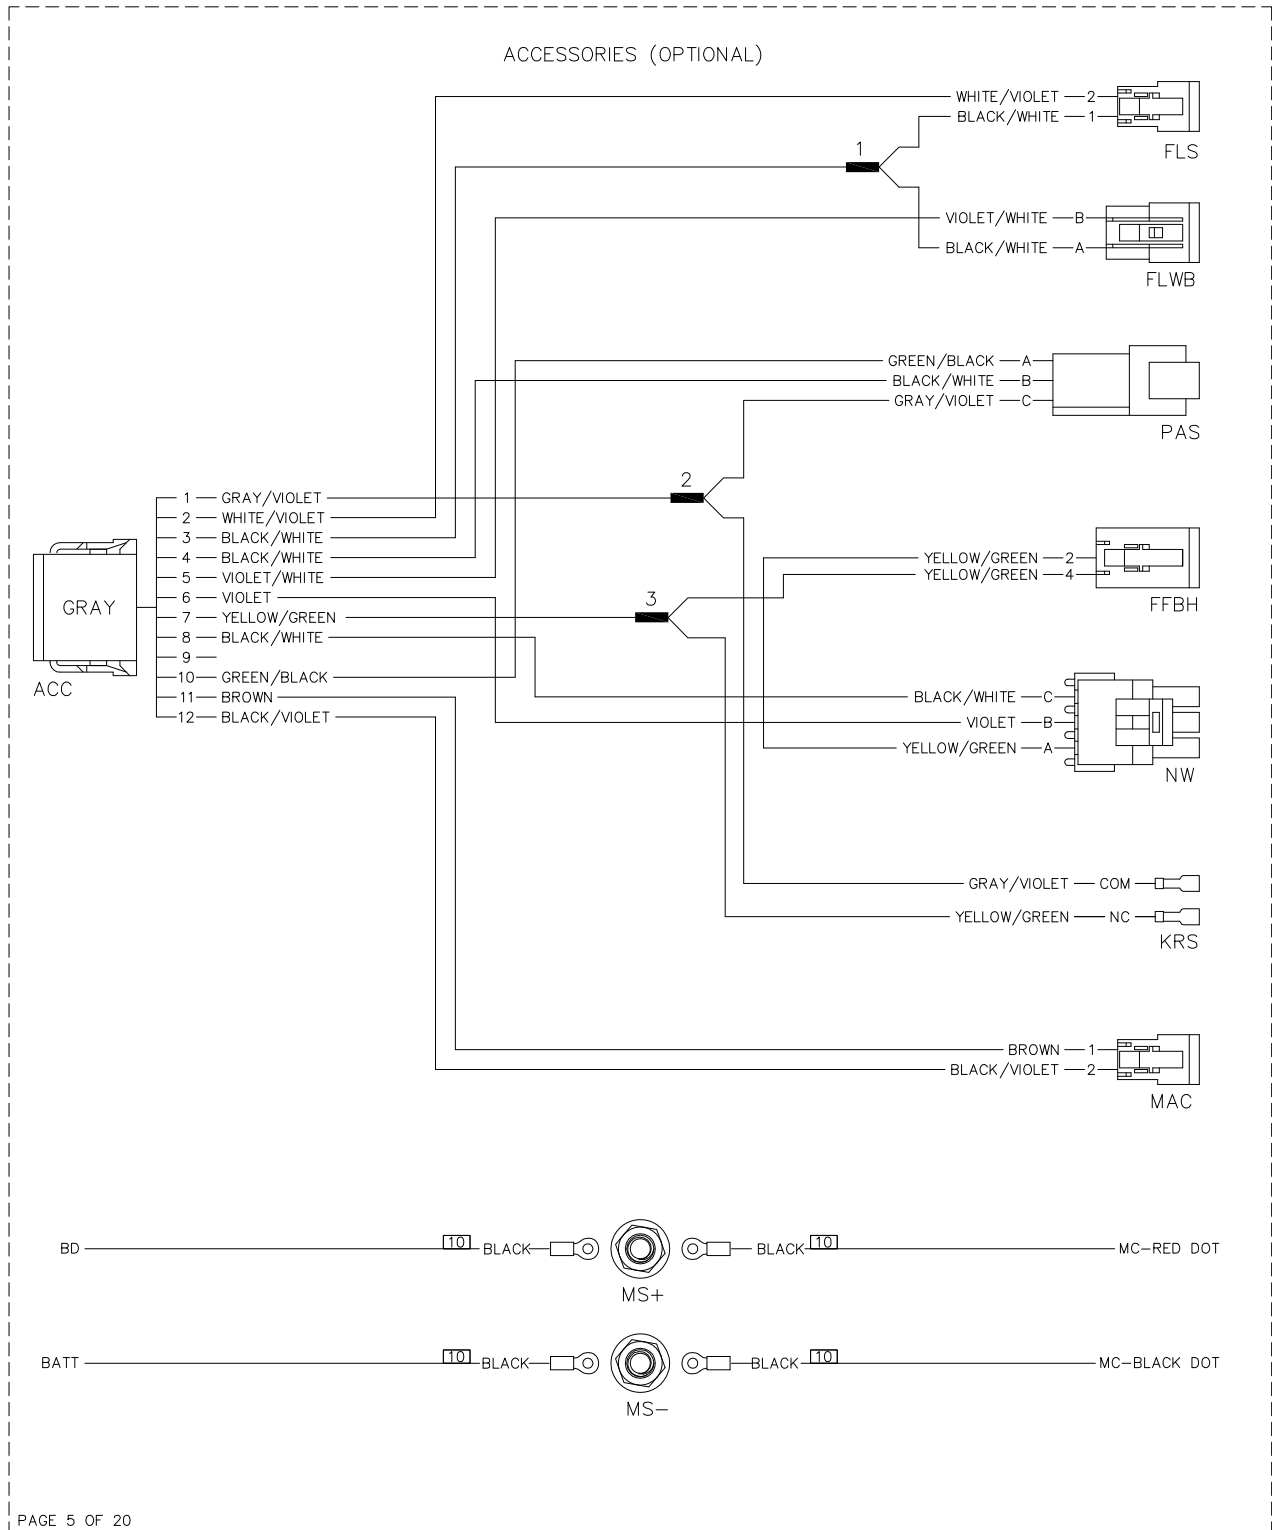 ACCESSORIES (OPTIONAL)
WHITE/VIOLET 2
BLACK/WHITE 1
FLS
1
VIOLET/WHITE B
BLACK/WHITE A
FLWB
GREEN/BLACK A
BLACK/WHITE B
GRAY/VIOLET C
PAS
2
1 GRAY/VIOLET
2 WHITE/VIOLET
3 BLACK/WHITE
4 BLACK/WHITE
5 VIOLET/WHITE
6 VIOLET
7 YELLOW/GREEN
8 BLACK/WHITE
9
10 GREEN/BLACK
11 BROWN
12 BLACK/VIOLET
GRAY
ACC
3
YELLOW/GREEN 2
YELLOW/GREEN 4
FFBH
BLACK/WHITE C
VIOLET B
YELLOW/GREEN A
NW
GRAY/VIOLET COM
YELLOW/GREEN NC
KRS
BROWN 1
BLACK/VIOLET 2
MAC
BD 10 BLACK BLACK 10 MC-RED DOT
MS+
BATT 10 BLACK BLACK 10 MC-BLACK DOT
MS-
PAGE 5 OF 20